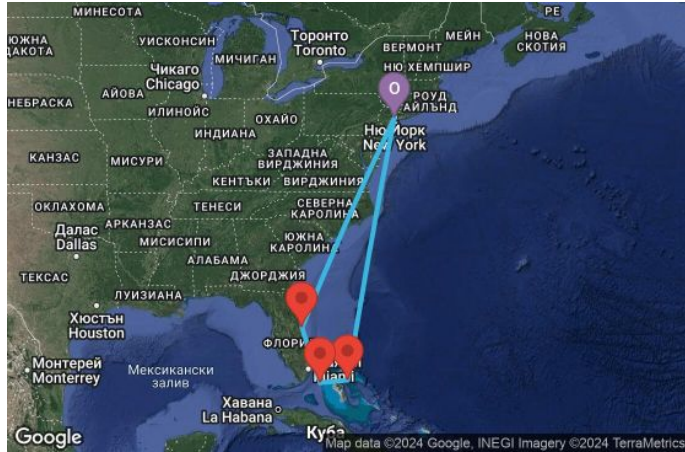 МИНЕСОТА
ЮЖНА
ДАКОТА
УИСКОНСИН
МИЧИГАН
Торонто
Toronto
ВЕРМОНТ
МЕЙН
РЕ
НОВА
СКОТИЯ
НЮ ХЕМПШИР
Чикаго
Chicago
НЕБРАСКА
АЙОВА
ИЛИНОЙС
ИНДИАНА
ОХАЙО
O
РОУД
АЙЛЪНД
Ню Йорк
New York
КАНЗАС
МИСУРИ
ЗАПАДНА
ВИРДЖИНИЯ
КЕНТЪКИ
ВИРДЖИНИЯ
ОКЛАХОМА
ТЕНЕСИ
СЕВЕРНА
КАРОЛИНА
АРКАНЗАС
Далас
Dallas
МИСИСИПИ
ЮЖНА
КАРОЛИНА
АЛАБАМА
ТЕКСАС
ДЖОРДЖИЯ
ЛУИЗИАНА
Хюстън
Houston
ФЛОРИ
Монтерей
Monterrey
Мексикански
залив
Miami
Хавана
La Habana
Куба
Google
Map data ©2024 Google, INEGI Imagery ©2024 TerraMetrics